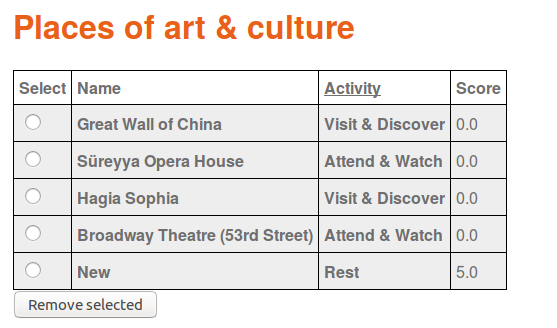 Places of art & culture
Select Name Activity Score
Great Wall of China Visit & Discover 0.0
Süreyya Opera House Attend & Watch 0.0
Hagia Sophia Visit & Discover 0.0
Broadway Theatre (53rd Street) Attend & Watch 0.0
New Rest 5.0
Remove selected